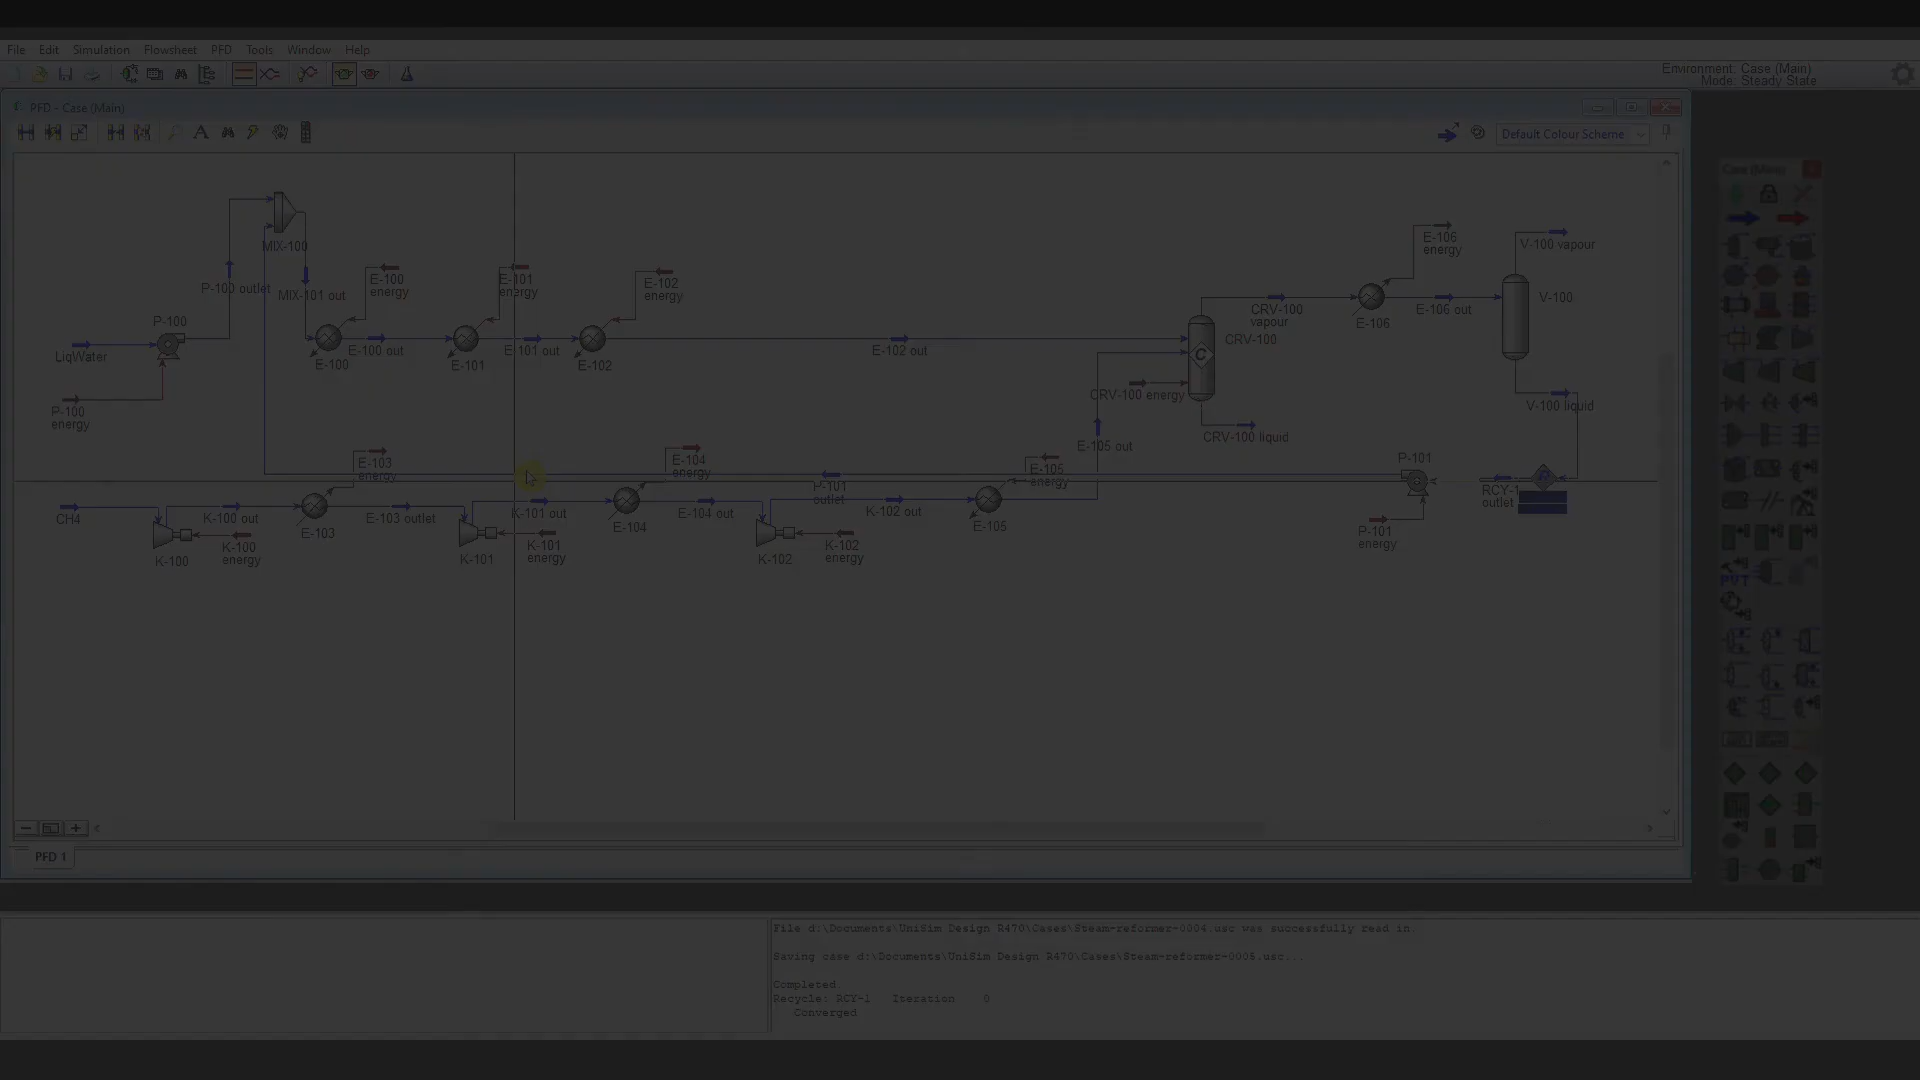 File Edit Simulation Flowsheet PFD Tools Window Help
Environment: Case (Main)
Mode: Steady State
PFD - Case (Main)
Default Colour Scheme
Case (Main)
MIX-100
P-100 outlet
MIX-101 out
E-100
energy
E-101
energy
E-102
energy
P-100
LiqWater
E-100 out
E-100
E-101 out
E-101
E-102
E-102 out
P-100
energy
E-106
energy
V-100 vapour
CRV-100
vapour
CRV-100
E-106
E-106 out
V-100
CRV-100 energy
V-100 liquid
CRV-100 liquid
E-105 out
E-103
energy
E-104
energy
E-105
energy
P-101
P-101
outlet
RCY-1
outlet
CH4
K-100 out
E-103
E-103 outlet
K-101 out
E-104
E-104 out
K-102 out
E-105
K-100
K-100
energy
K-101
K-101
energy
K-102
K-102
energy
P-101
energy
PVT
PFD 1
File d:\Documents\UniSim Design R470\Cases\Steam-reformer-0004.usc was successfully read in.
Saving case d:\Documents\UniSim Design R470\Cases\Steam-reformer-0005.usc...
Completed.
Recycle: RCY-1 Iteration 0
Converged